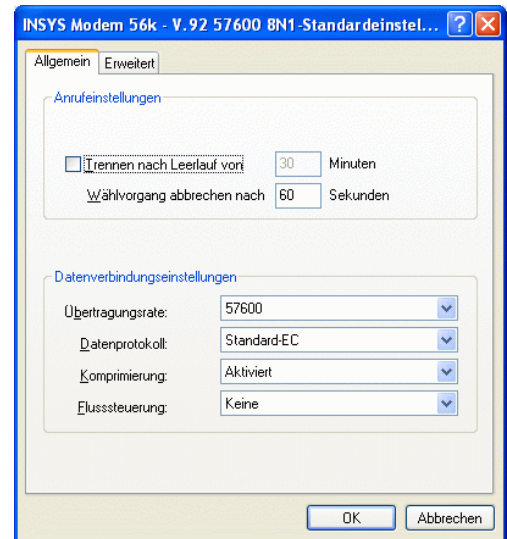 INSYS Modem 56k - V.92 57600 8N1-Standardeinstel...
Allgemein Erweitert
Anrufeinstellungen
Trennen nach Leerlauf von 30 Minuten
Wählvorgang abbrechen nach 60 Sekunden
Datenverbindungseinstellungen
Übertragungsrate: 57600
Datenprotokoll: Standard-EC
Komprimierung: Aktiviert
Flusssteuerung: Keine
OK Abbrechen